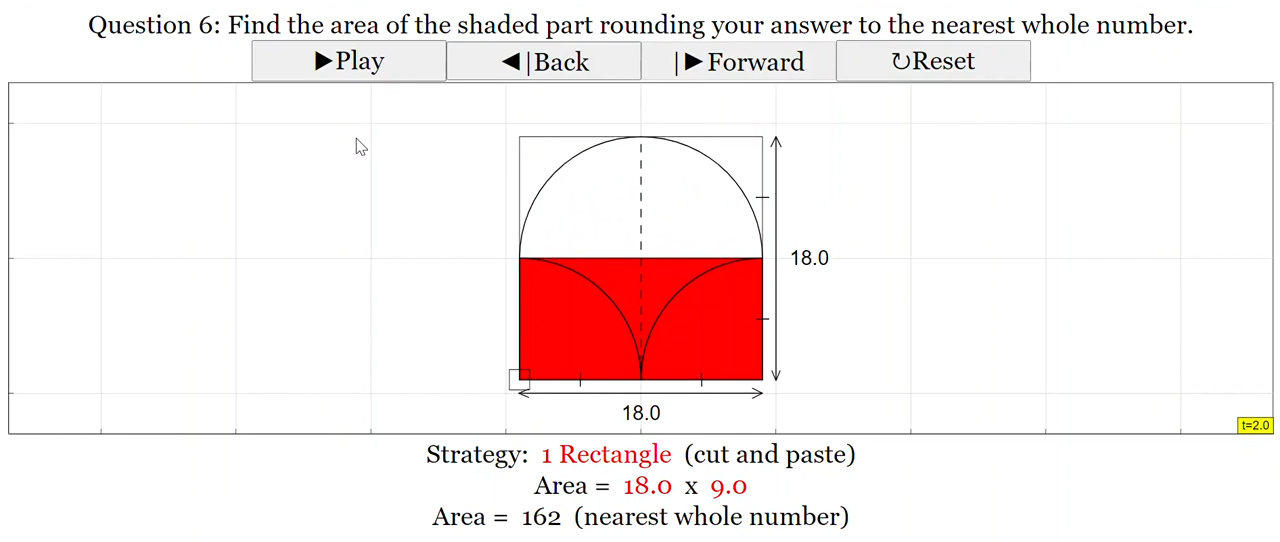 Question 6: Find the area of the shaded part rounding your answer to the nearest whole number.
▶Play ◀|Back |▶Forward ↻Reset
18.0
18.0
t=2.0
Strategy: 1 Rectangle (cut and paste)
Area = 18.0 x 9.0
Area = 162 (nearest whole number)